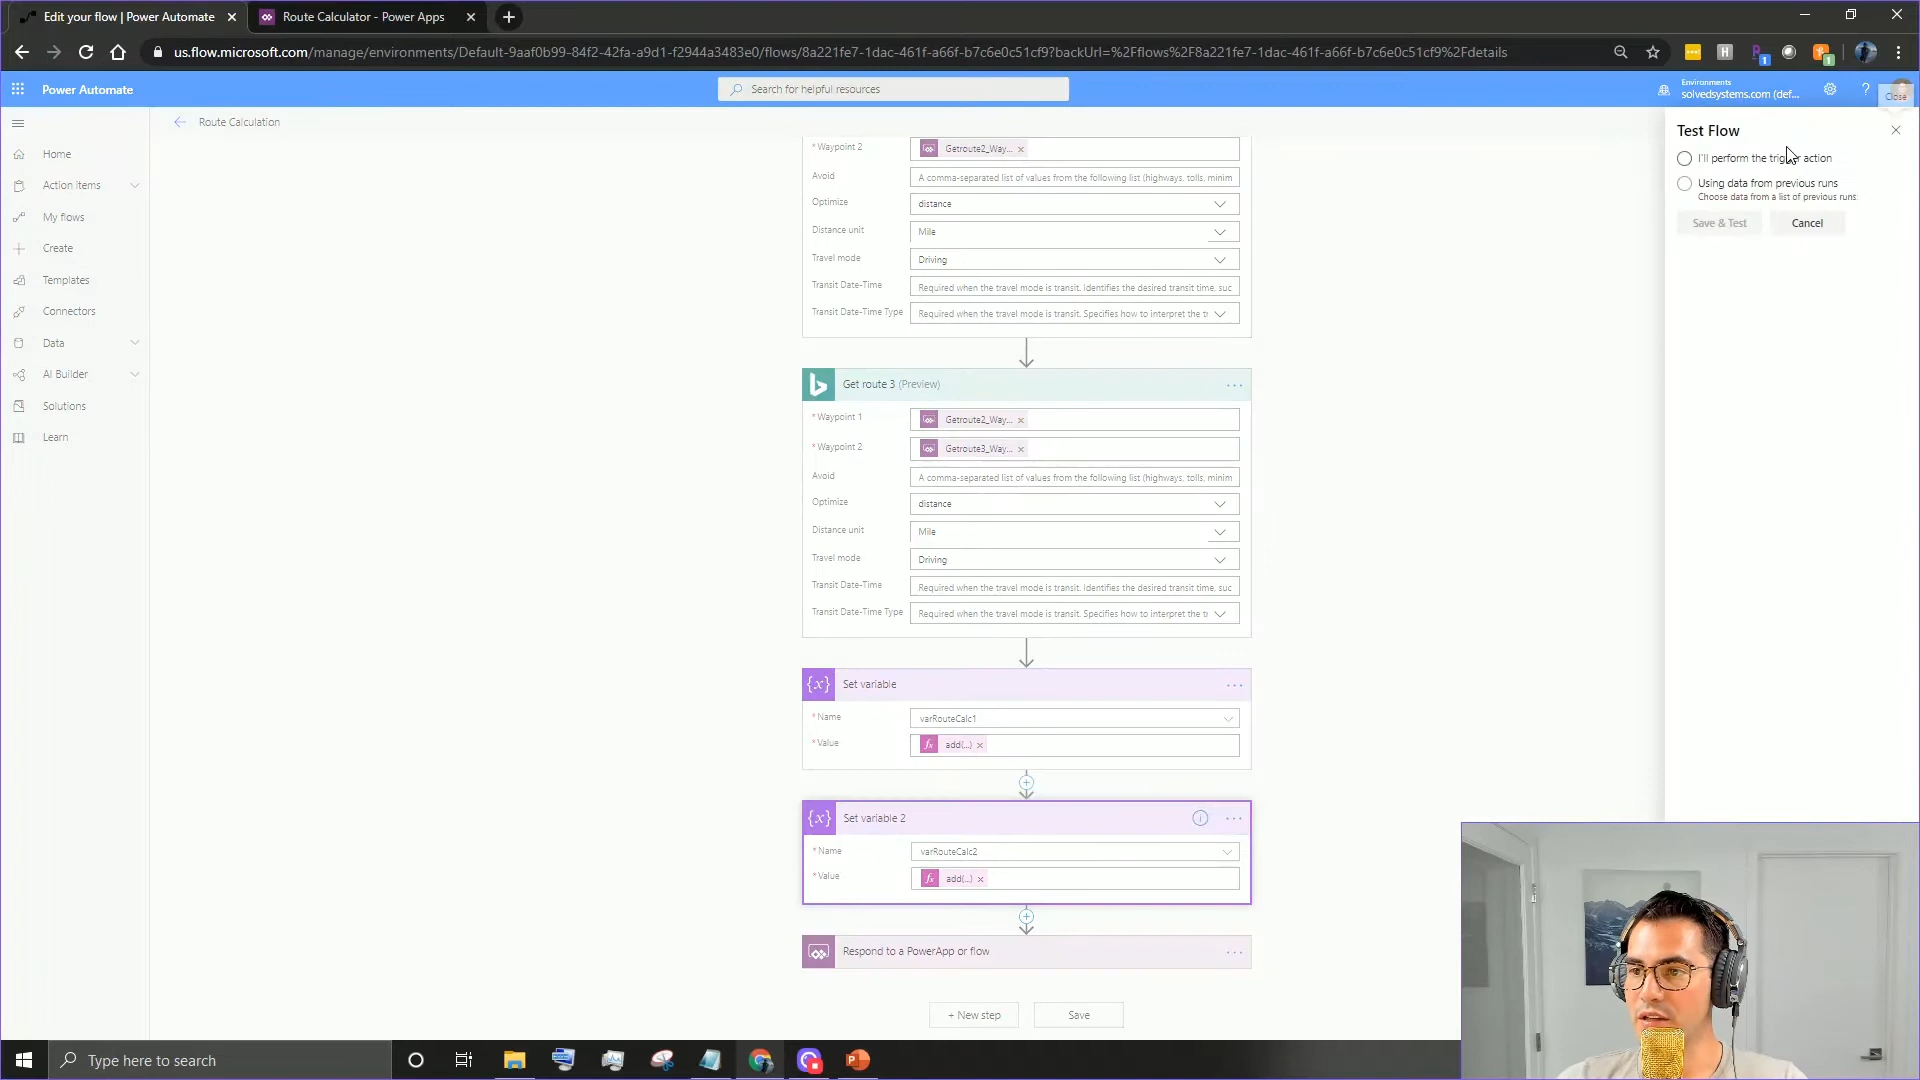 Edit your flow | Power Automate
Route Calculator - Power Apps
us.flow.microsoft.com/manage/environments/Default-9aaf0b99-84f2-42fa-a9d1-f2944a3483e0/flows/8a221fe7-1dac-461f-a66f-b7c6e0c51cf9?backUrl=%2Fflows%2F8a221fe7-1dac-461f-a66f-b7c6e0c51cf9%2Fdetails
Power Automate
Search for helpful resources
Environments
solvedsystems.com (def...
?
Close
Route Calculation
Home
Action items
My flows
Create
Templates
Connectors
Data
AI Builder
Solutions
Learn
* Waypoint 2
Getroute2_Way... ×
Avoid
A comma-separated list of values from the following list (highways, tolls, minim
Optimize
distance
Distance unit
Mile
Travel mode
Driving
Transit Date-Time
Required when the travel mode is transit. Identifies the desired transit time, suc
Transit Date-Time Type
Required when the travel mode is transit. Specifies how to interpret the tr
Get route 3 (Preview)
* Waypoint 1
Getroute2_Way... ×
* Waypoint 2
Getroute3_Way... ×
Avoid
A comma-separated list of values from the following list (highways, tolls, minim
Optimize
distance
Distance unit
Mile
Travel mode
Driving
Transit Date-Time
Required when the travel mode is transit. Identifies the desired transit time, suc
Transit Date-Time Type
Required when the travel mode is transit. Specifies how to interpret the tr
{x} Set variable
* Name
varRouteCalc1
* Value
fx add(...) ×
{x} Set variable 2
* Name
varRouteCalc2
* Value
fx add(...) ×
Respond to a PowerApp or flow
+ New step
Save
Test Flow
I'll perform the trigger action
Using data from previous runs
Choose data from a list of previous runs
Save & Test
Cancel
Type here to search